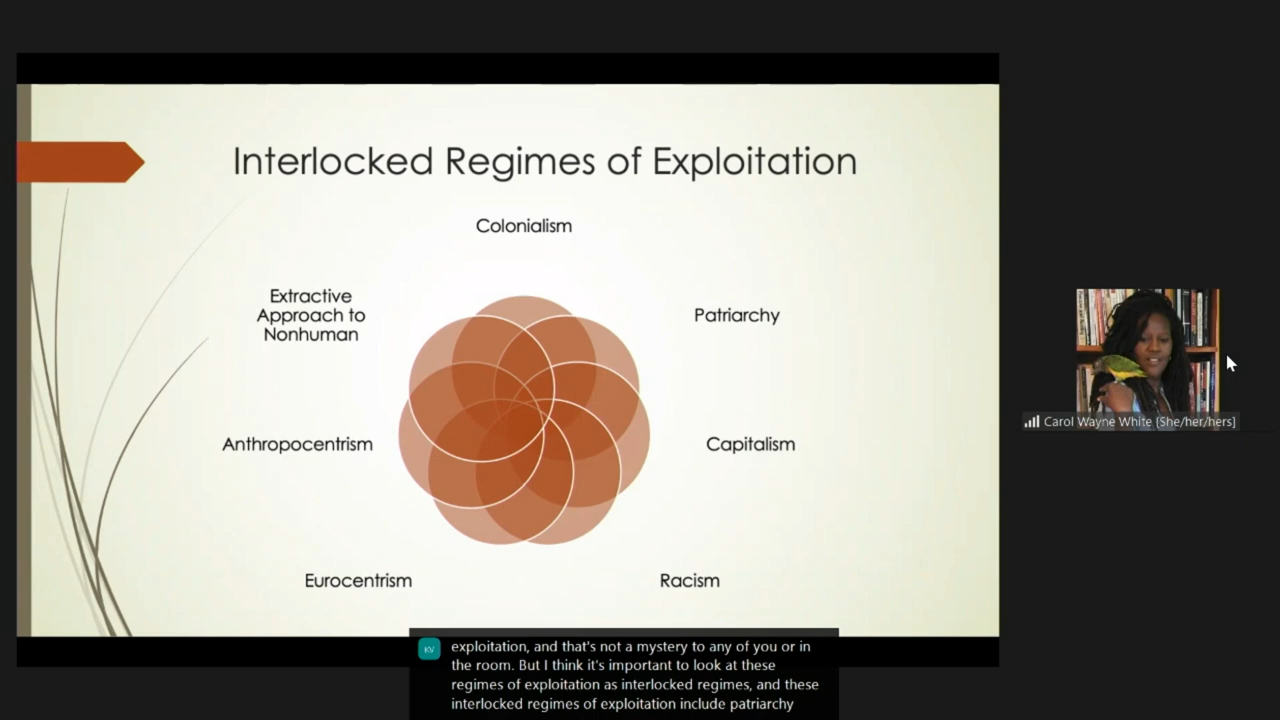 Interlocked Regimes of Exploitation
Colonialism
Extractive
Approach to
Nonhuman
Patriarchy
Anthropocentrism
Capitalism
Eurocentrism
Racism
Carol Wayne White (She/her/hers]
KV
exploitation, and that's not a mystery to any of you or in
the room. But I think it's important to look at these
regimes of exploitation as interlocked regimes, and these
interlocked regimes of exploitation include patriarchy